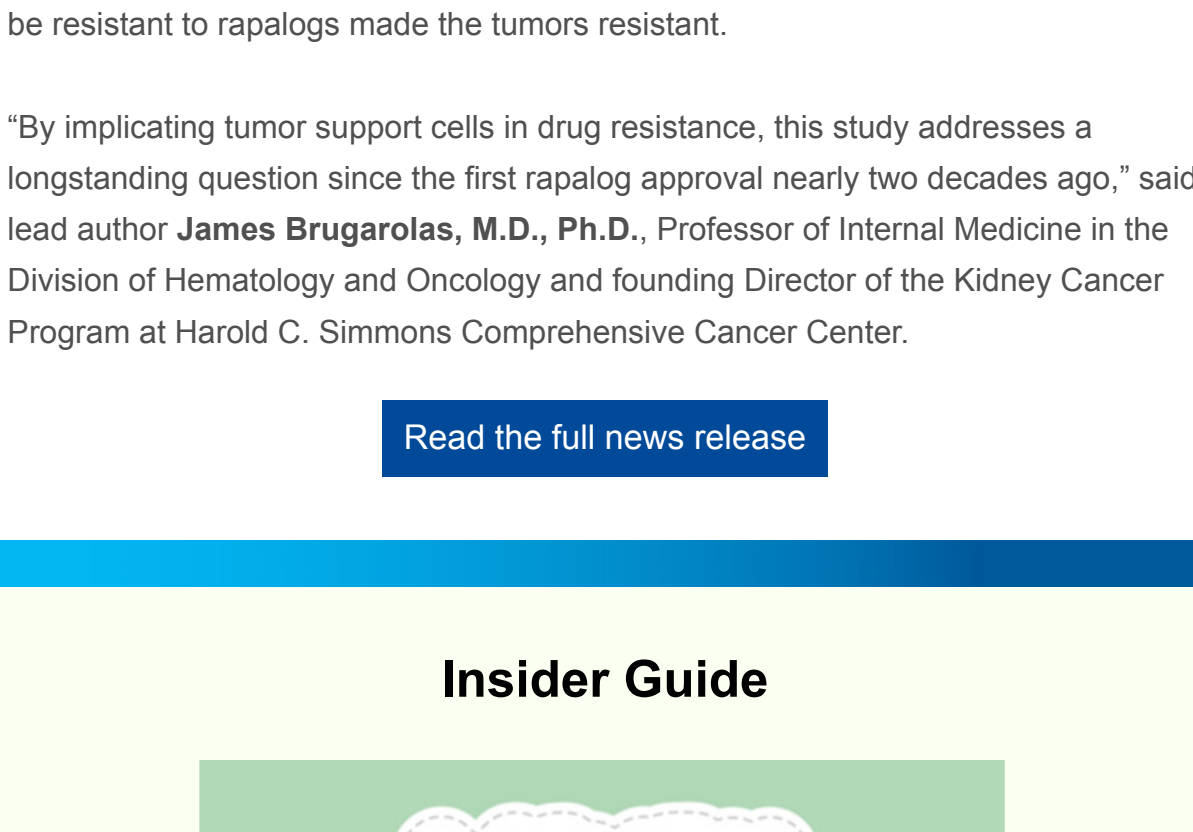 be resistant to rapalogs made the tumors resistant.
“By implicating tumor support cells in drug resistance, this study addresses a
longstanding question since the first rapalog approval nearly two decades ago,” said
lead author James Brugarolas, M.D., Ph.D., Professor of Internal Medicine in the
Division of Hematology and Oncology and founding Director of the Kidney Cancer
Program at Harold C. Simmons Comprehensive Cancer Center.
Read the full news release
Insider Guide